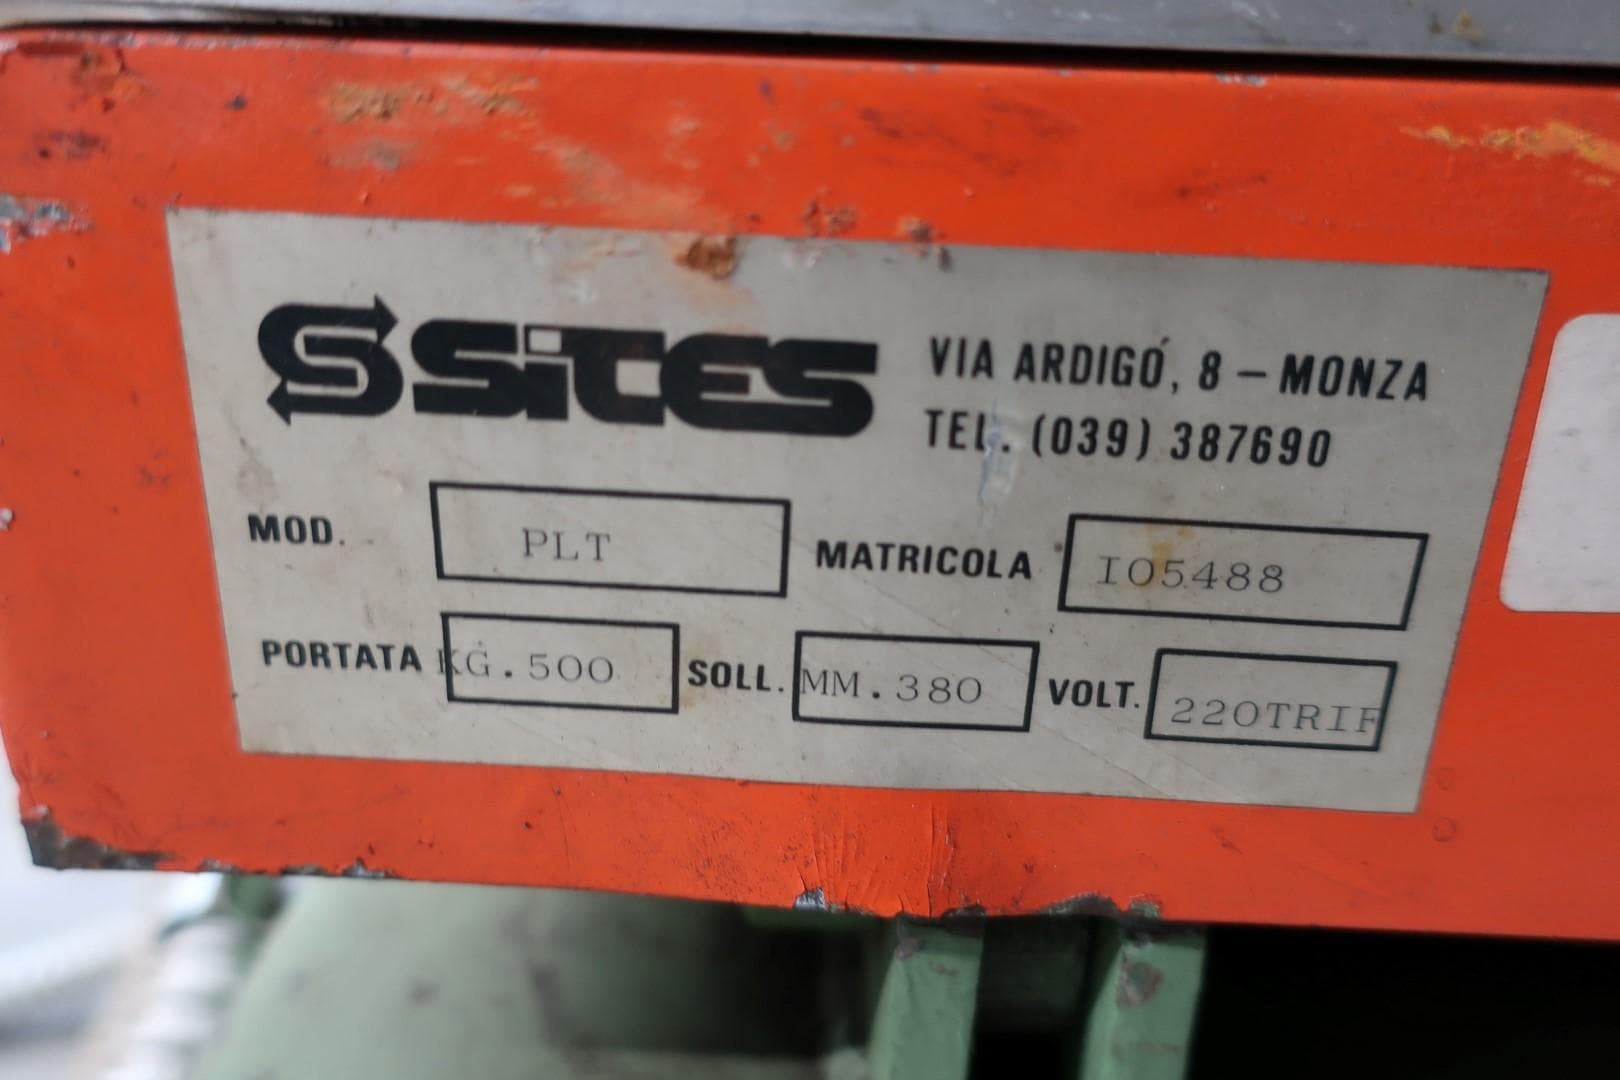 SITES
VIA ARDIGÓ, 8 – MONZA
TEL. (039) 387690
MOD. PLT MATRICOLA IO5488
PORTATA KG.500 SOLL. MM.380 VOLT. 220TRIF